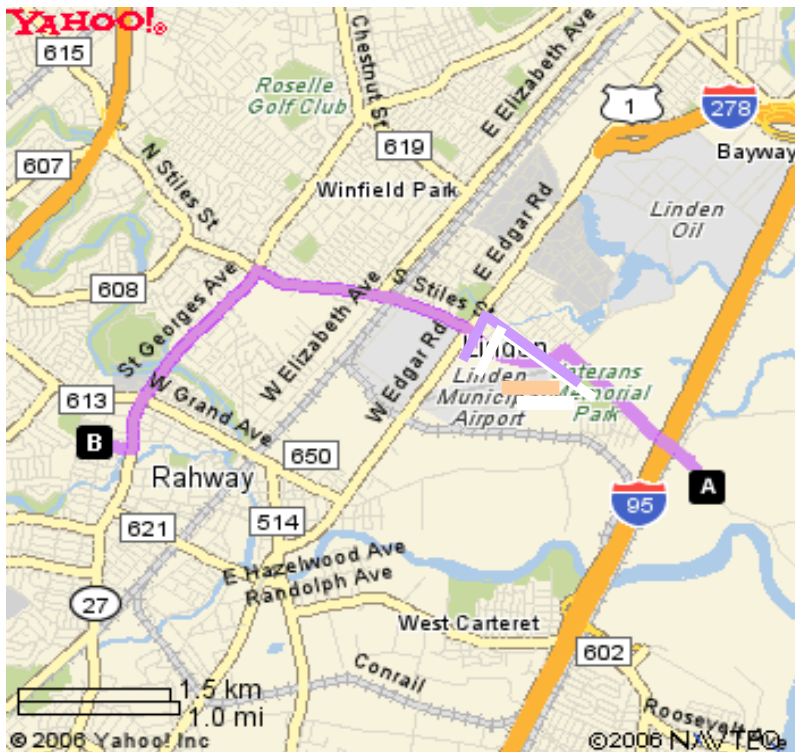 YAHOO!®
615
Chestnut St
E Elizabeth Ave
Roselle
Golf Club
1
278
619
Bayway
607
N Stiles St
Winfield Park
Linden
Oil
E Edgar Rd
608
St Georges Ave
S Stiles St
W Elizabeth Ave
W Edgar Rd
Linden
Linden
Municipal
Airport
Veterans
Memorial
Park
613
W Grand Ave
B
650
Rahway
A
95
621
514
E Hazelwood Ave
Randolph Ave
27
West Carteret
602
Conrail
1.5 km
1.0 mi
Roosevelt
© 2006 Yahoo! Inc
©2006 NAVTEQ